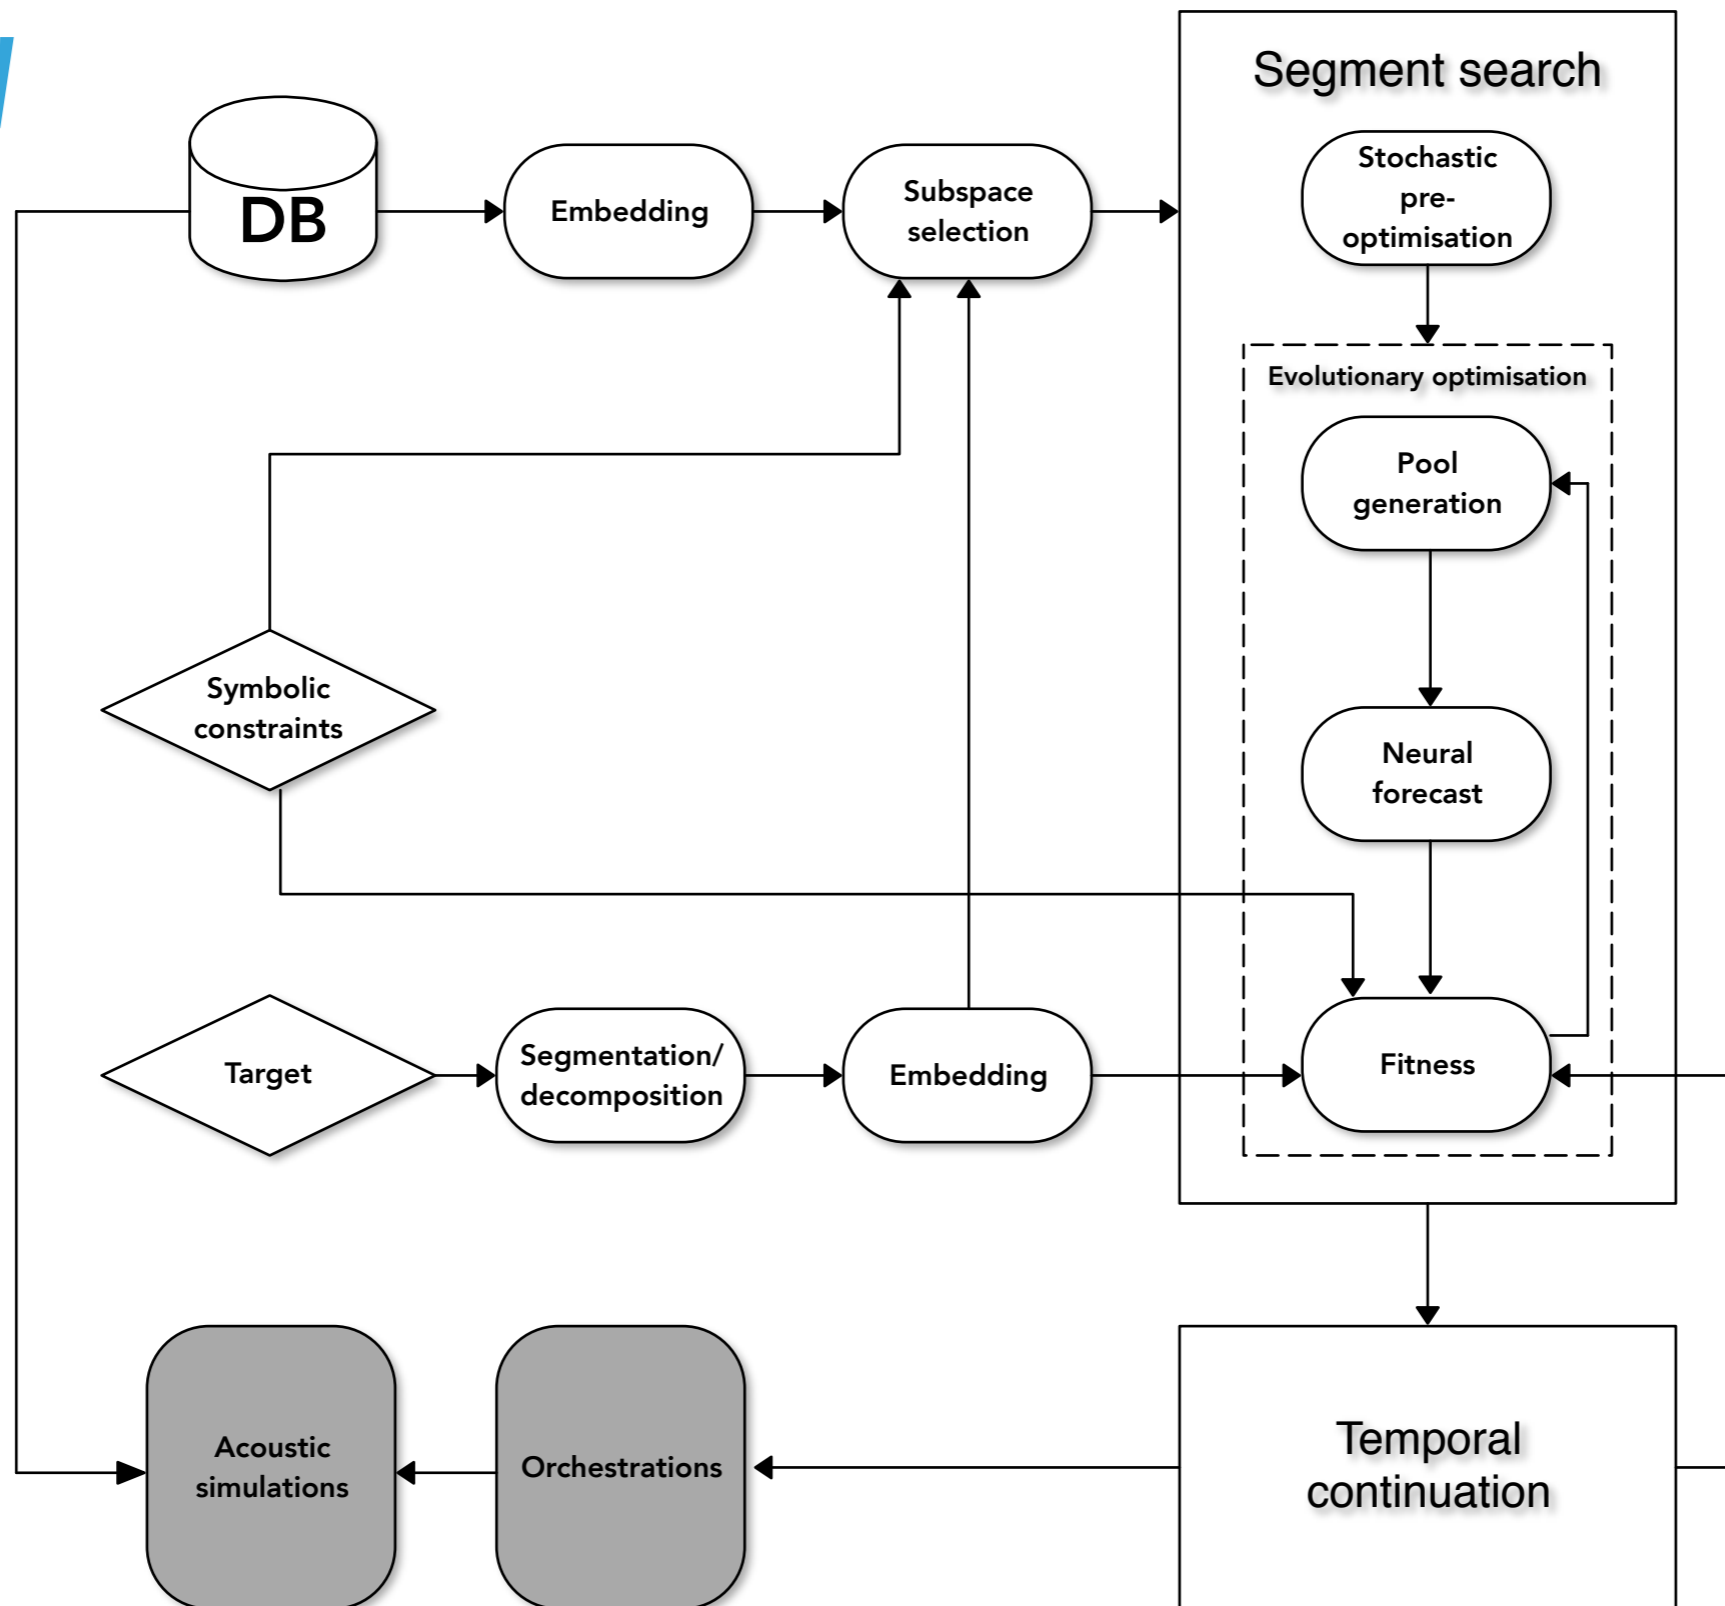 Segment search
Stochastic
pre-
optimisation
DB
Embedding
Subspace
selection
Evolutionary optimisation
Pool
generation
Symbolic
constraints
Neural
forecast
Target
Segmentation/
decomposition
Embedding
Fitness
Acoustic
simulations
Orchestrations
Temporal
continuation